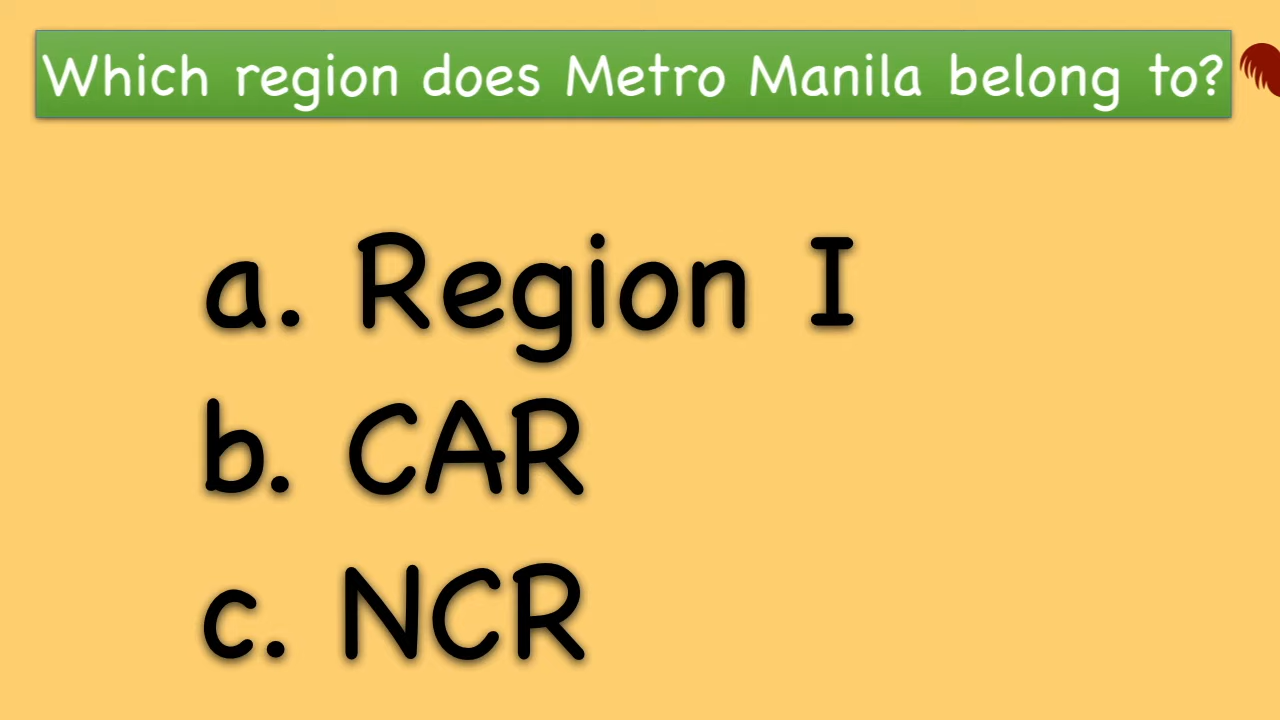 Which region does Metro Manila belong to?
a. Region I
b. CAR
c. NCR